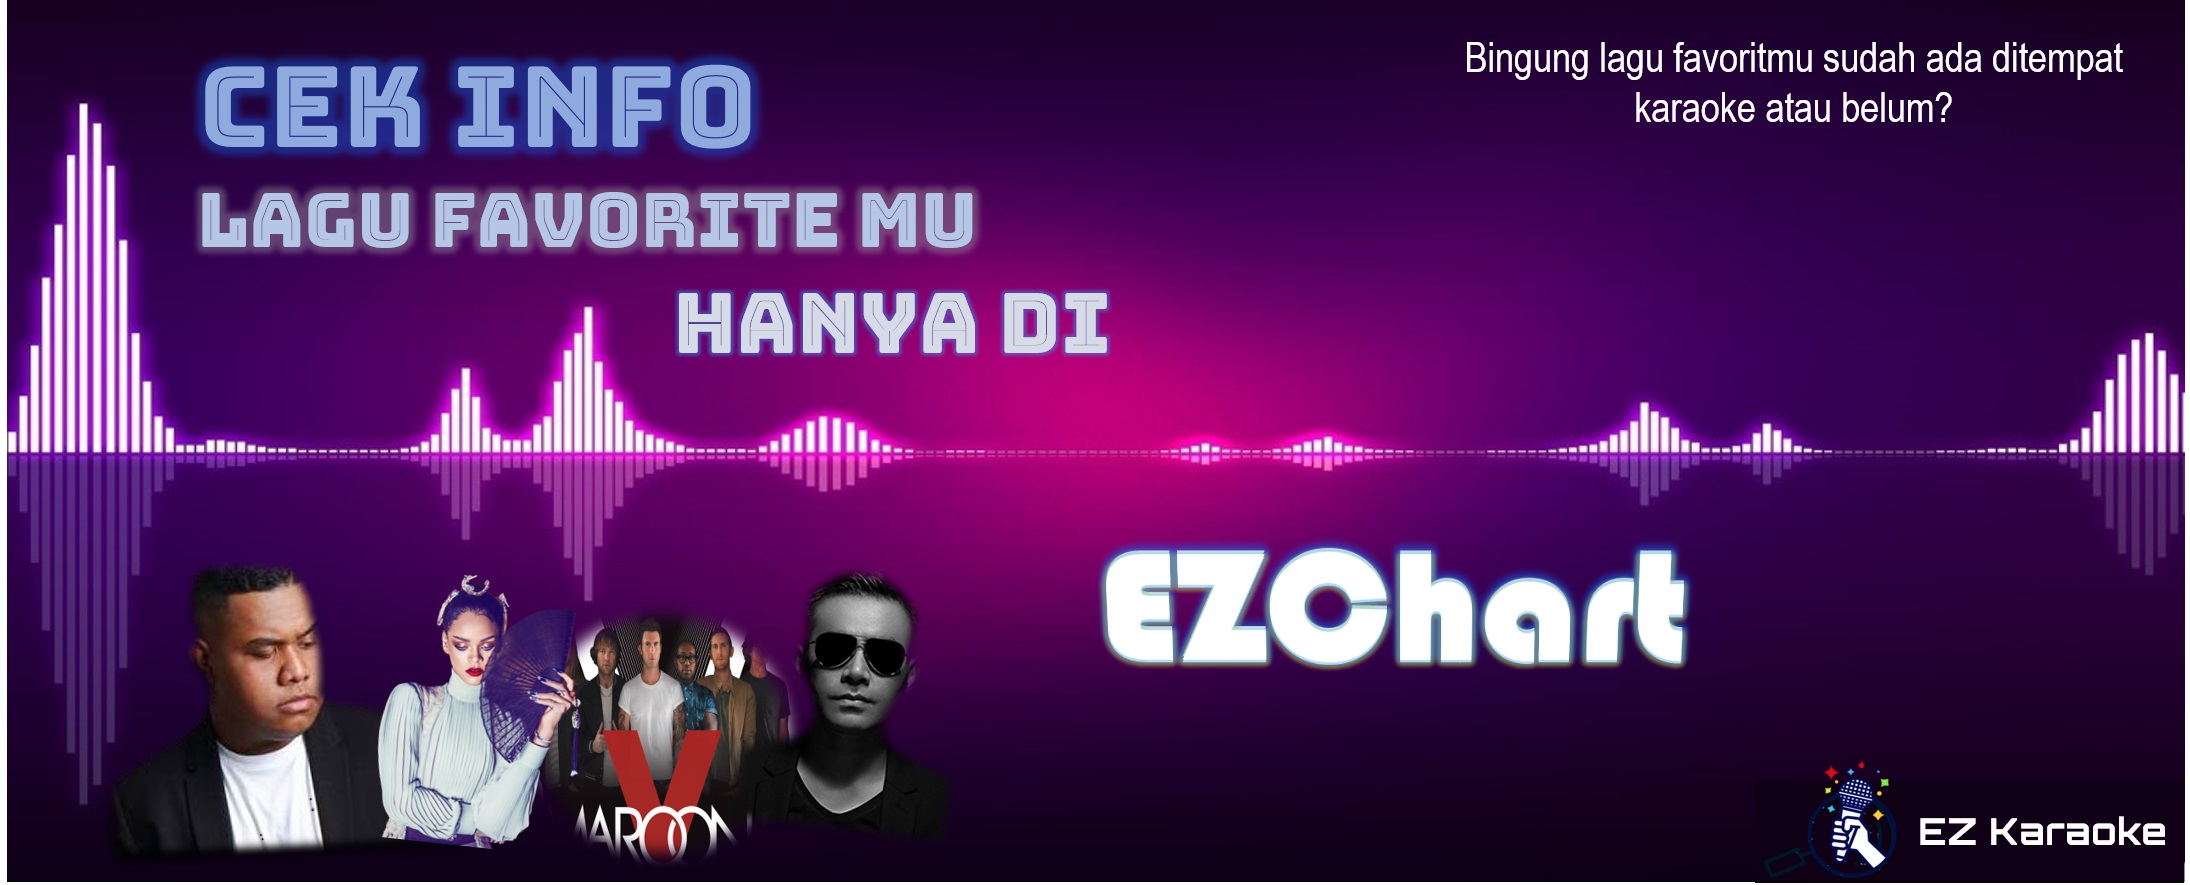 CEK INFO
LAGU FAVORITE MU
HANYA DI
Bingung lagu favoritmu sudah ada ditempat
karaoke atau belum?
EZChart
V
MAROON
EZ Karaoke